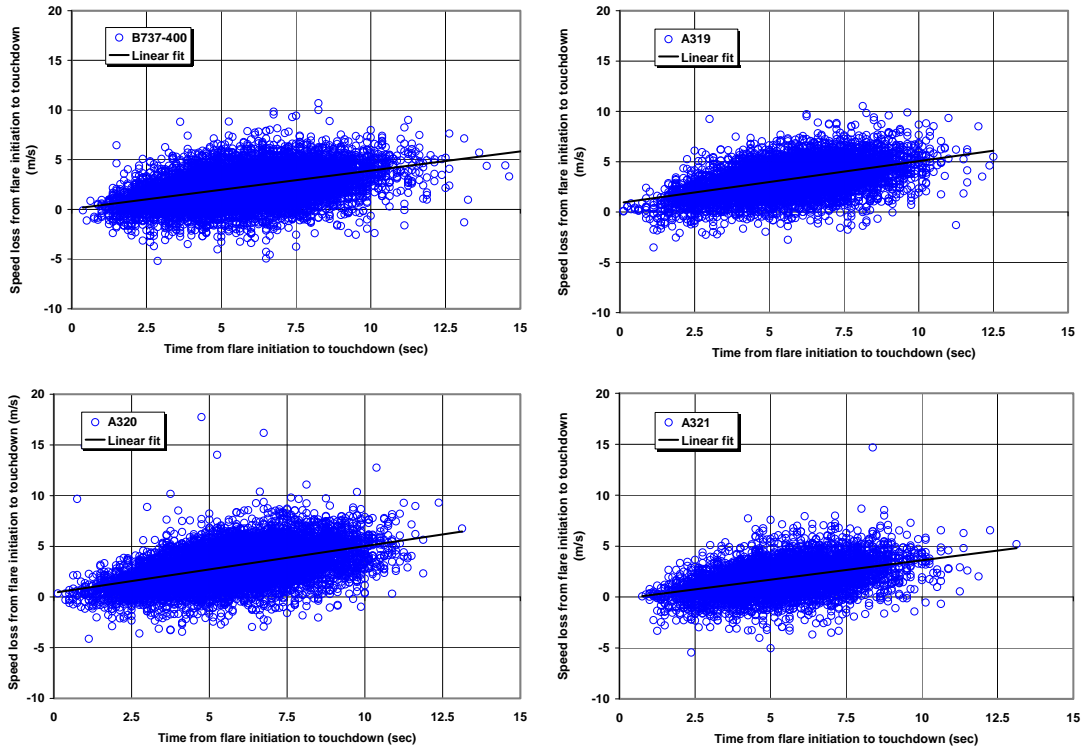 B737-400
Linear fit
Speed loss from flare initiation to touchdown
(m/s)
20
15
10
5
0
-5
-10
0 2.5 5 7.5 10 12.5 15
Time from flare initiation to touchdown (sec)
A319
Linear fit
Speed loss from flare initiation to touchdown
(m/s)
20
15
10
5
0
-5
-10
0 2.5 5 7.5 10 12.5 15
Time from flare initiation to touchdown (sec)
A320
Linear fit
Speed loss from flare initiation to touchdown (m/s)
20
15
10
5
0
-5
-10
0 2.5 5 7.5 10 12.5 15
Time from flare initiation to touchdown (sec)
A321
Linear fit
Speed loss from flare initiation to touchdown
(m/s)
20
15
10
5
0
-5
-10
0 2.5 5 7.5 10 12.5 15
Time from flare initiation to touchdown (sec)